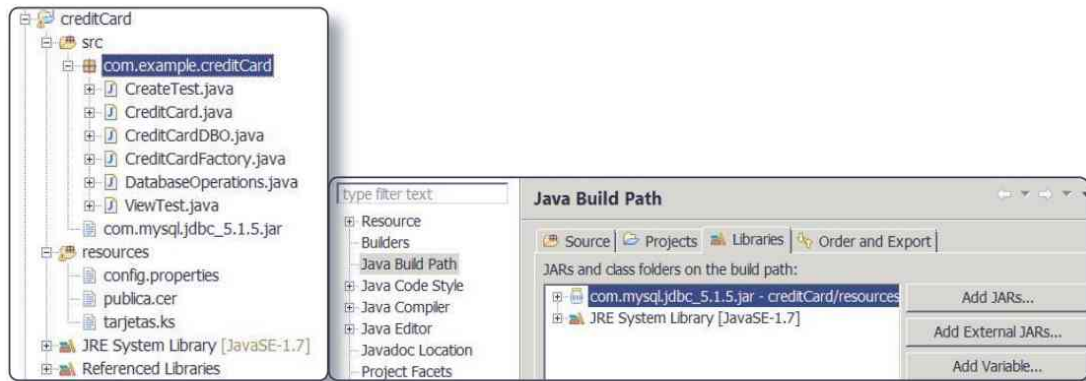 creditCard
src
com.example.creditCard
CreateTest.java
CreditCard.java
CreditCardDBO.java
CreditCardFactory.java
DatabaseOperations.java
ViewTest.java
com.mysql.jdbc_5.1.5.jar
resources
config.properties
publica.cer
tarjetas.ks
JRE System Library [JavaSE-1.7]
Referenced Libraries
type filter text
Resource
Builders
Java Build Path
Java Code Style
Java Compiler
Java Editor
Javadoc Location
Project Facets
Java Build Path
Source Projects Libraries Order and Export
JARs and class folders on the build path:
com.mysql.jdbc_5.1.5.jar - creditCard/resources
JRE System Library [JavaSE-1.7]
Add JARs...
Add External JARs...
Add Variable...